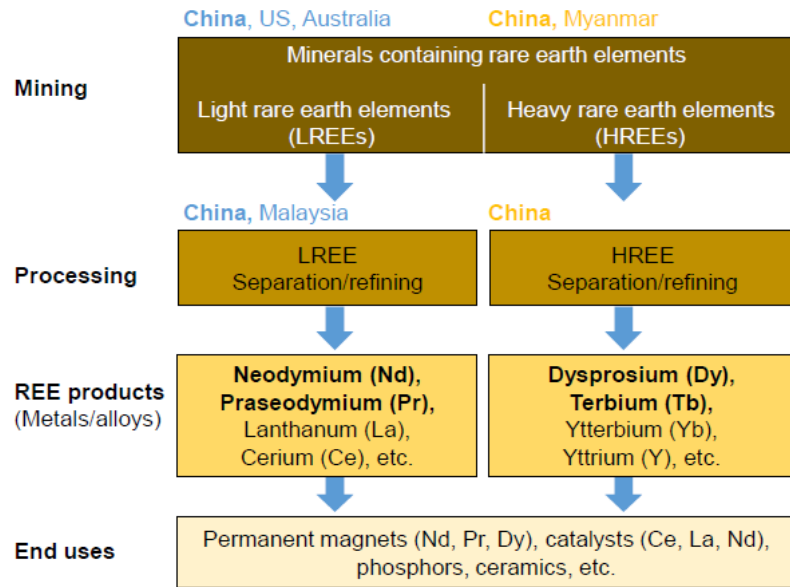 China, US, Australia
China, Myanmar
Mining
Minerals containing rare earth elements
Light rare earth elements
(LREEs)
Heavy rare earth elements
(HREEs)
China, Malaysia
China
Processing
LREE
Separation/refining
HREE
Separation/refining
REE products
(Metals/alloys)
Neodymium (Nd),
Praseodymium (Pr),
Lanthanum (La),
Cerium (Ce), etc.
Dysprosium (Dy),
Terbium (Tb),
Ytterbium (Yb),
Yttrium (Y), etc.
End uses
Permanent magnets (Nd, Pr, Dy), catalysts (Ce, La, Nd),
phosphors, ceramics, etc.